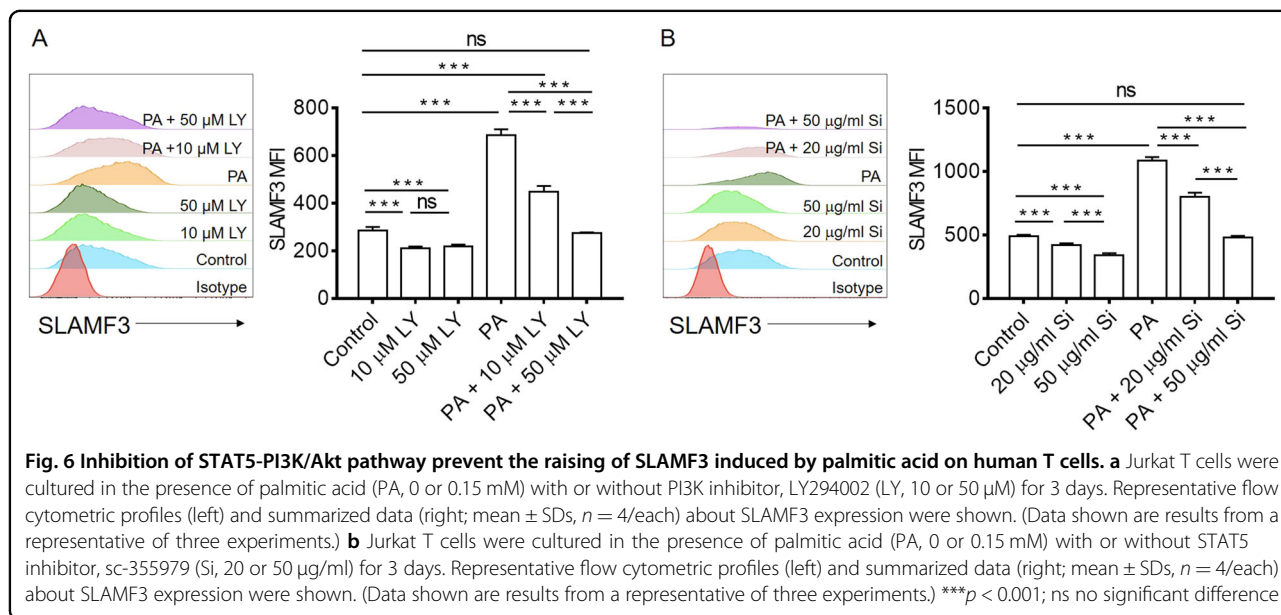 A
PA + 50 µM LY
PA +10 µM LY
PA
50 µM LY
10 µM LY
Control
Isotype
SLAMF3
ns
***
***
***
***
***
***
***
ns
800
600
400
200
0
SLAMF3 MFI
Control
10 µM LY
50 µM LY
PA
PA + 10 µM LY
PA + 50 µM LY
B
PA + 50 µg/ml Si
PA + 20 µg/ml Si
PA
50 µg/ml Si
20 µg/ml Si
Control
Isotype
SLAMF3
ns
***
***
***
***
***
***
***
1500
1000
500
0
SLAMF3 MFI
Control
20 µg/ml Si
50 µg/ml Si
PA
PA + 20 µg/ml Si
PA + 50 µg/ml Si
Fig. 6 Inhibition of STAT5-PI3K/Akt pathway prevent the raising of SLAMF3 induced by palmitic acid on human T cells. a Jurkat T cells were
cultured in the presence of palmitic acid (PA, 0 or 0.15 mM) with or without PI3K inhibitor, LY294002 (LY, 10 or 50 µM) for 3 days. Representative flow
cytometric profiles (left) and summarized data (right; mean ± SDs, n = 4/each) about SLAMF3 expression were shown. (Data shown are results from a
representative of three experiments.) b Jurkat T cells were cultured in the presence of palmitic acid (PA, 0 or 0.15 mM) with or without STAT5
inhibitor, sc-355979 (Si, 20 or 50 µg/ml) for 3 days. Representative flow cytometric profiles (left) and summarized data (right; mean ± SDs, n = 4/each)
about SLAMF3 expression were shown. (Data shown are results from a representative of three experiments.) ***p < 0.001; ns no significant difference